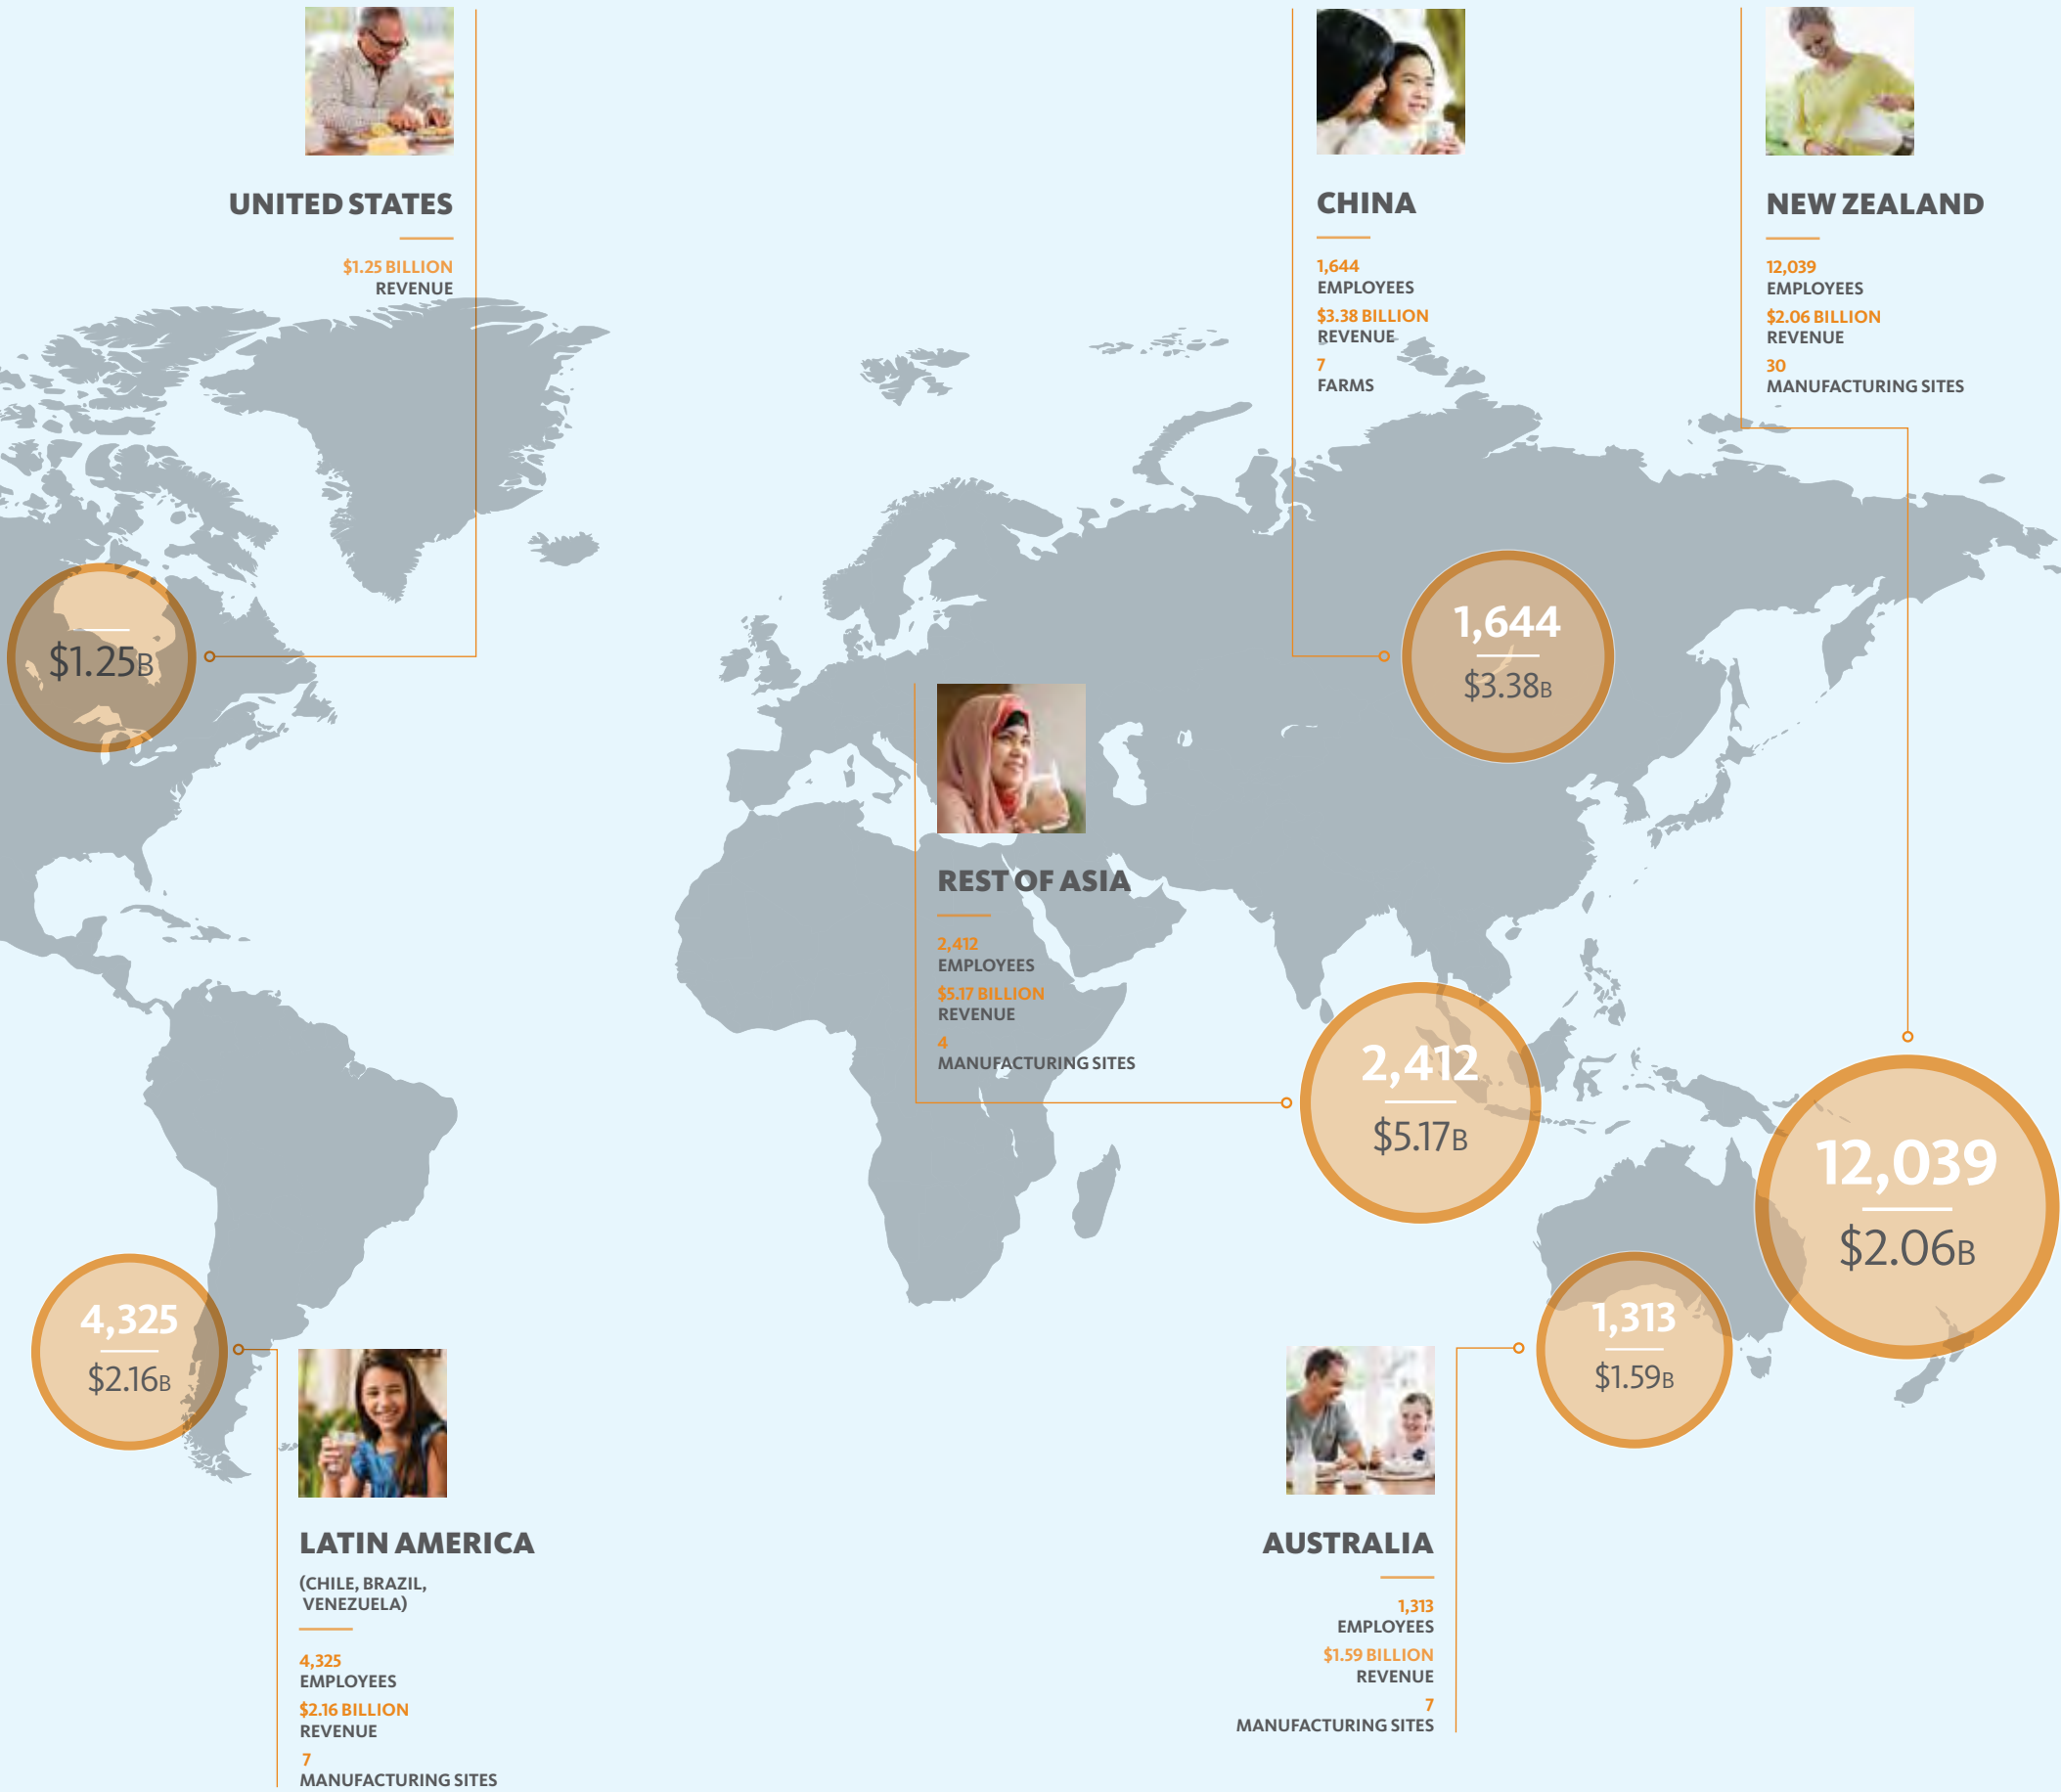 UNITED STATES
$1.25 BILLION
REVENUE
CHINA
1,644
EMPLOYEES
$3.38 BILLION
REVENUE
7
FARMS
NEW ZEALAND
12,039
EMPLOYEES
$2.06 BILLION
REVENUE
30
MANUFACTURING SITES
$1.25B
1,644
$3.38B
REST OF ASIA
2,412
EMPLOYEES
$5.17 BILLION
REVENUE
4
MANUFACTURING SITES
2,412
$5.17B
12,039
$2.06B
4,325
$2.16B
1,313
$1.59B
LATIN AMERICA
(CHILE, BRAZIL,
VENEZUELA)
4,325
EMPLOYEES
$2.16 BILLION
REVENUE
7
MANUFACTURING SITES
AUSTRALIA
1,313
EMPLOYEES
$1.59 BILLION
REVENUE
7
MANUFACTURING SITES